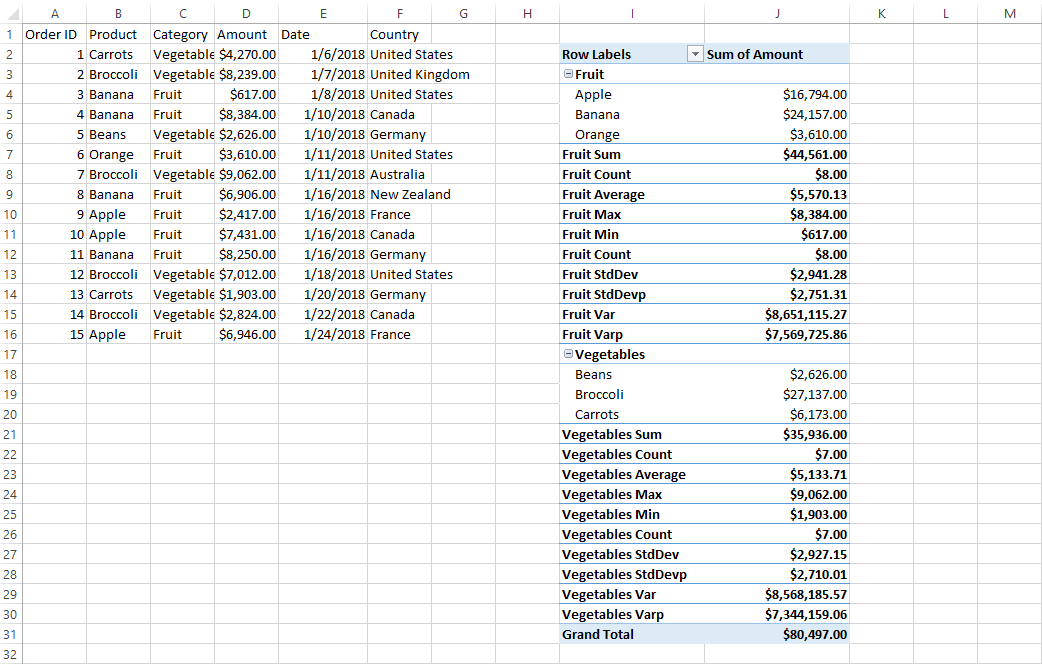 A B C D E F G H I J K L M
1 Order ID Product Category Amount Date Country
2 1 Carrots Vegetable $4,270.00 1/6/2018 United States Row Labels Sum of Amount
3 2 Broccoli Vegetable $8,239.00 1/7/2018 United Kingdom Fruit
4 3 Banana Fruit $617.00 1/8/2018 United States Apple $16,794.00
5 4 Banana Fruit $8,384.00 1/10/2018 Canada Banana $24,157.00
6 5 Beans Vegetable $2,626.00 1/10/2018 Germany Orange $3,610.00
7 6 Orange Fruit $3,610.00 1/11/2018 United States Fruit Sum $44,561.00
8 7 Broccoli Vegetable $9,062.00 1/11/2018 Australia Fruit Count $8.00
9 8 Banana Fruit $6,906.00 1/16/2018 New Zealand Fruit Average $5,570.13
10 9 Apple Fruit $2,417.00 1/16/2018 France Fruit Max $8,384.00
11 10 Apple Fruit $7,431.00 1/16/2018 Canada Fruit Min $617.00
12 11 Banana Fruit $8,250.00 1/16/2018 Germany Fruit Count $8.00
13 12 Broccoli Vegetable $7,012.00 1/18/2018 United States Fruit StdDev $2,941.28
14 13 Carrots Vegetable $1,903.00 1/20/2018 Germany Fruit StdDevp $2,751.31
15 14 Broccoli Vegetable $2,824.00 1/22/2018 Canada Fruit Var $8,651,115.27
16 15 Apple Fruit $6,946.00 1/24/2018 France Fruit Varp $7,569,725.86
17 Vegetables
18 Beans $2,626.00
19 Broccoli $27,137.00
20 Carrots $6,173.00
21 Vegetables Sum $35,936.00
22 Vegetables Count $7.00
23 Vegetables Average $5,133.71
24 Vegetables Max $9,062.00
25 Vegetables Min $1,903.00
26 Vegetables Count $7.00
27 Vegetables StdDev $2,927.15
28 Vegetables StdDevp $2,710.01
29 Vegetables Var $8,568,185.57
30 Vegetables Varp $7,344,159.06
31 Grand Total $80,497.00
32